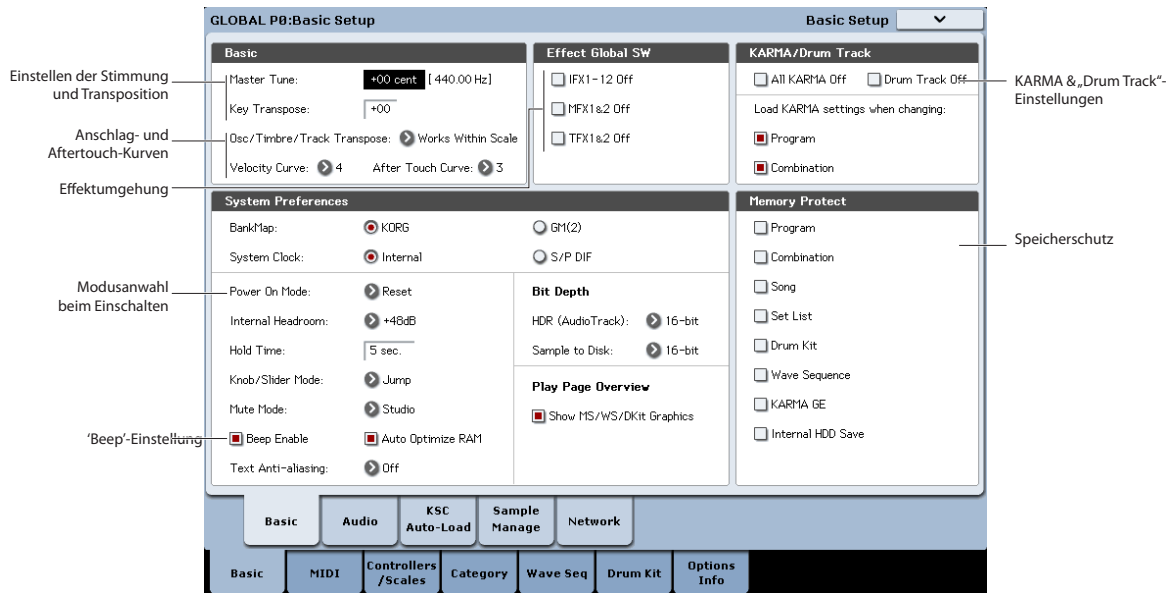 GLOBAL P0:Basic Setup
Basic Setup
Basic
Master Tune: +00 cent [ 440.00 Hz]
Key Transpose: +00
Osc/Timbre/Track Transpose: Works Within Scale
Velocity Curve: 4 After Touch Curve: 3
Effect Global SW
IFX1-12 Off
MFX1&2 Off
TFX1&2 Off
KARMA/Drum Track
All KARMA Off Drum Track Off
Load KARMA settings when changing:
Program
Combination
System Preferences
BankMap: KORG GM(2)
System Clock: Internal S/P DIF
Power On Mode: Reset
Internal Headroom: +48dB
Hold Time: 5 sec.
Knob/Slider Mode: Jump
Mute Mode: Studio
Beep Enable Auto Optimize RAM
Text Anti-aliasing: Off
Bit Depth
HDR (AudioTrack): 16-bit
Sample to Disk: 16-bit
Play Page Overview
Show MS/WS/DKit Graphics
Memory Protect
Program
Combination
Song
Set List
Drum Kit
Wave Sequence
KARMA GE
Internal HDD Save
Basic
Audio
KSC
Auto-Load
Sample
Manage
Network
Basic
MIDI
Controllers
/Scales
Category
Wave Seq
Drum Kit
Options
Info
Einstellen der Stimmung
und Transposition
Anschlag- und
Aftertouch-Kurven
Effektumgehung
Modusanwahl
beim Einschalten
'Beep'-Einstellung
KARMA &„Drum Track“-
Einstellungen
Speicherschutz